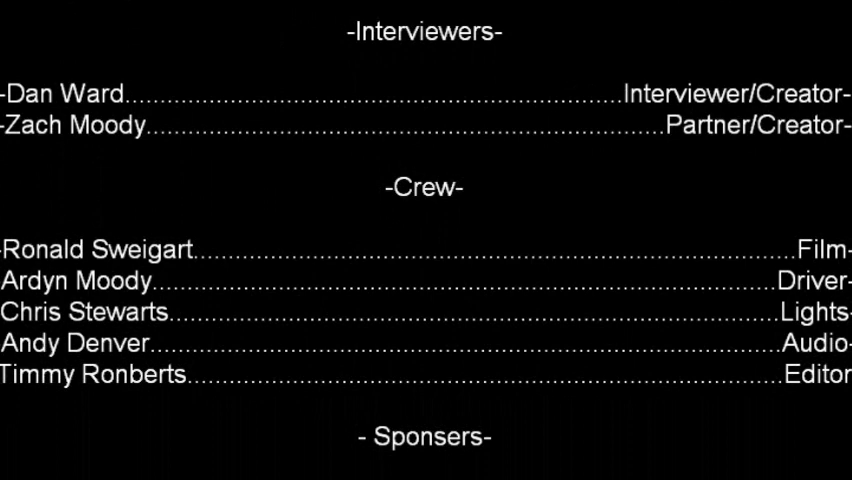 -Interviewers-
-Dan Ward.......................................................................Interviewer/Creator-
-Zach Moody..........................................................................Partner/Creator-
-Crew-
-Ronald Sweigart......................................................................................Film-
Ardyn Moody.........................................................................................Driver-
Chris Stewarts.......................................................................................Lights-
Andy Denver..........................................................................................Audio-
Timmy Ronberts.....................................................................................Editor
- Sponsers-